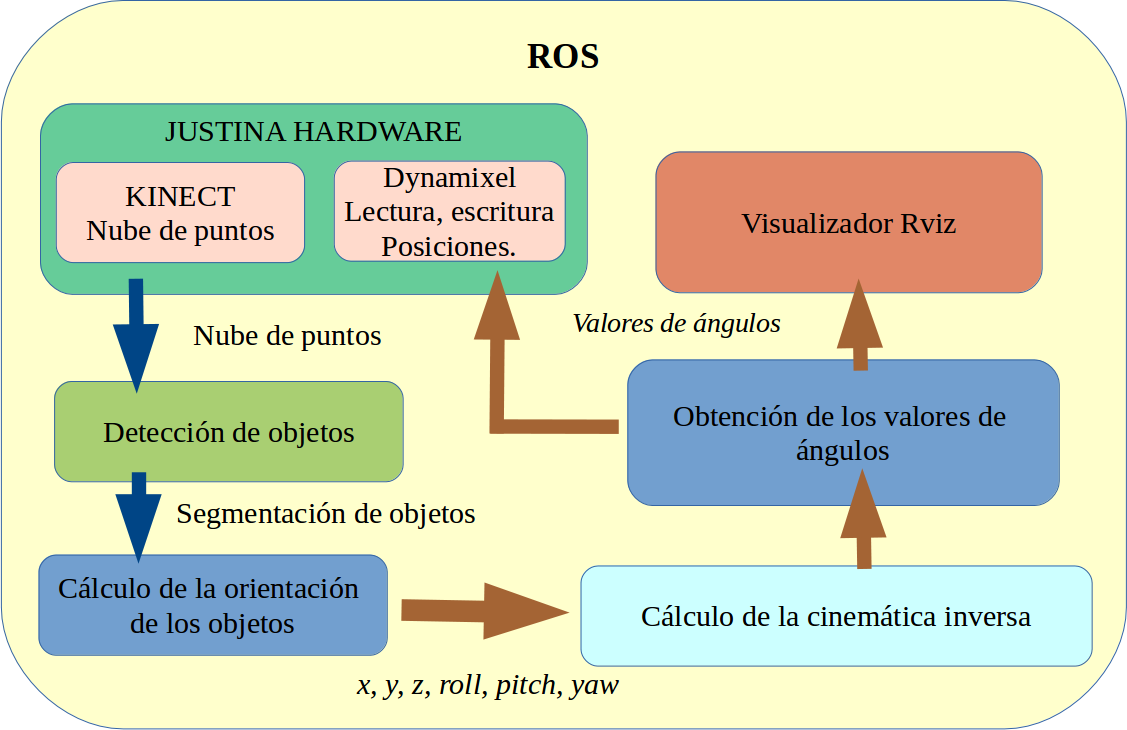 ROS
JUSTINA HARDWARE
KINECT
Nube de puntos
Dynamixel
Lectura, escritura
Posiciones.
Visualizador Rviz
Nube de puntos
Valores de ángulos
Detección de objetos
Obtención de los valores de
ángulos
Segmentación de objetos
Cálculo de la orientación
de los objetos
Cálculo de la cinemática inversa
x, y, z, roll, pitch, yaw